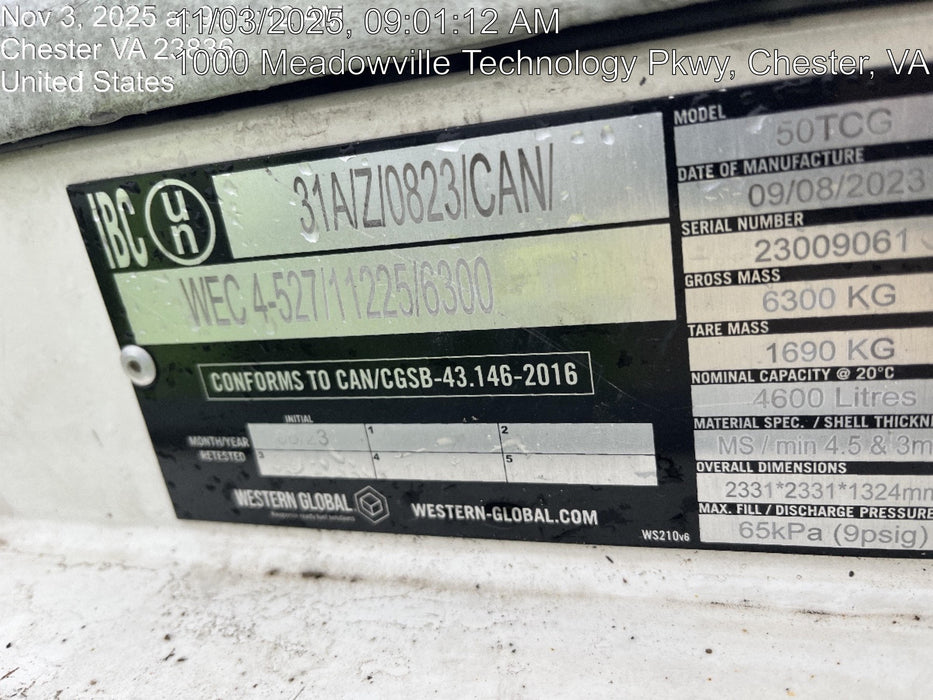 Nov 3, 2025 a
11/03/2025, 09:01:12 AM
Chester VA 23836
1000 Meadowville Technology Pkwy, Chester, VA
United States
IBC
un
31A/Z/0823/CAN/
WEC 4-527/11225/6300
CONFORMS TO CAN/CGSB-43.146-2016
INITIAL
MONTH/YEAR
RETESTED
08/23
1
2
3
4
5
WESTERN GLOBAL
WESTERN-GLOBAL.COM
WS210v6
MODEL
50TCG
DATE OF MANUFACTURE
09/08/2023
SERIAL NUMBER
23009061
GROSS MASS
6300 KG
TARE MASS
1690 KG
NOMINAL CAPACITY @ 20°C
4600 Litres
MATERIAL SPEC. / SHELL THICKN
MS / min 4.5 & 3m
OVERALL DIMENSIONS
2331*2331*1324mm
MAX. FILL / DISCHARGE PRESSURE
65kPa (9psig)